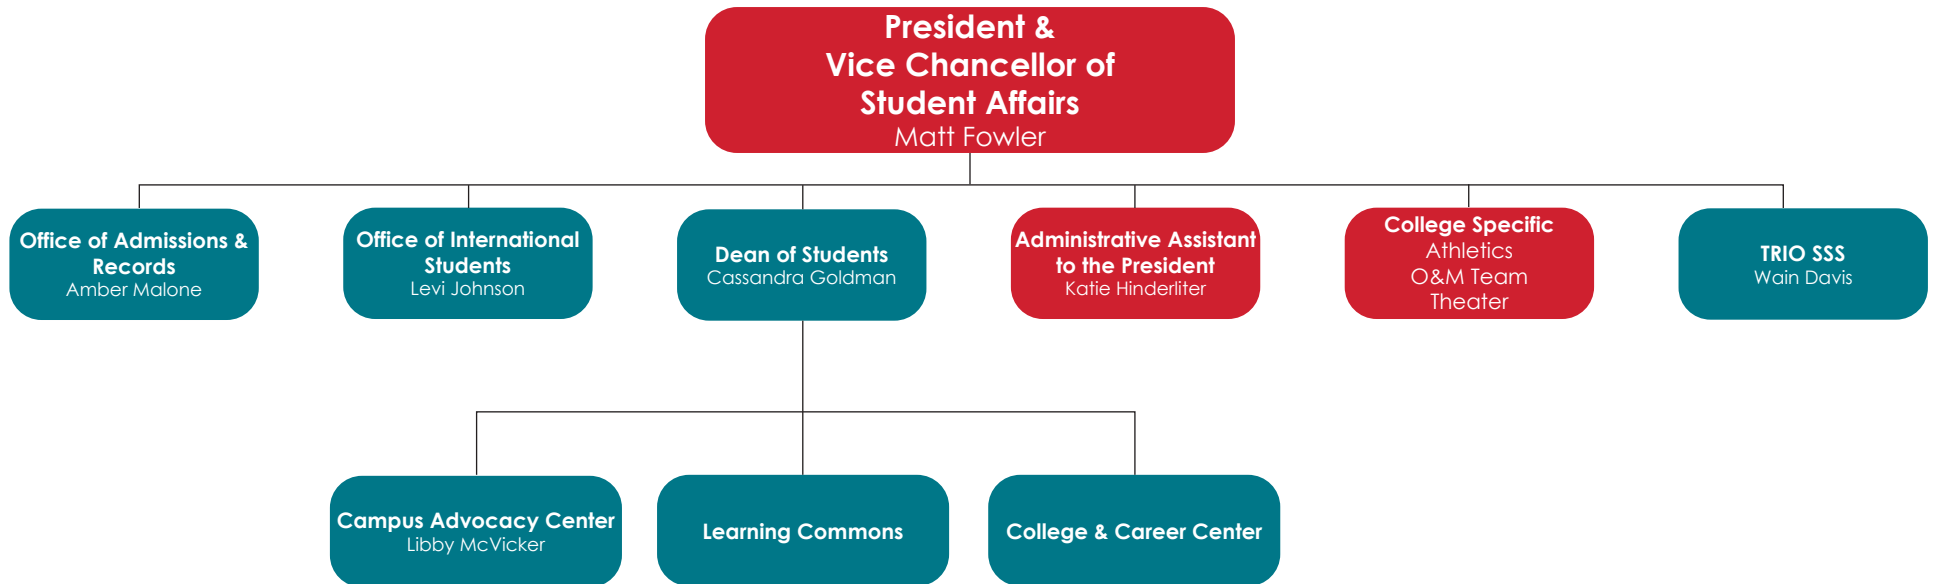 President &
Vice Chancellor of
Student Affairs
Matt Fowler
Office of Admissions &
Records
Amber Malone
Office of International
Students
Levi Johnson
Dean of Students
Cassandra Goldman
Administrative Assistant
to the President
Katie Hinderliter
College Specific
Athletics
O&M Team
Theater
TRIO SSS
Wain Davis
Campus Advocacy Center
Libby McVicker
Learning Commons
College & Career Center